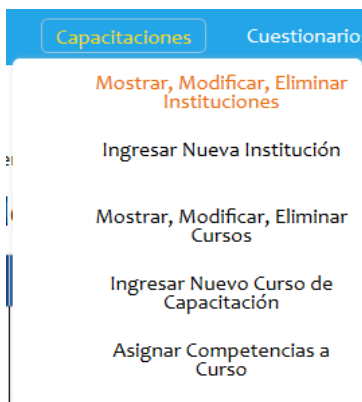 Capacitaciones Cuestionario
Mostrar, Modificar, Eliminar
Instituciones
Ingresar Nueva Institución
Mostrar, Modificar, Eliminar
Cursos
Ingresar Nuevo Curso de
Capacitación
Asignar Competencias a
Curso